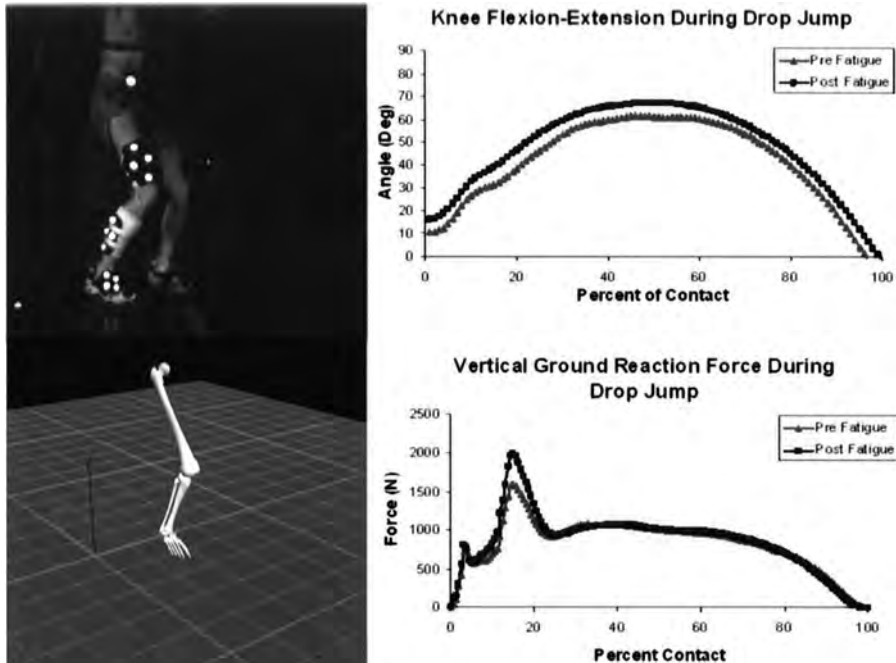 Knee Flexion-Extension During Drop Jump
90
80
70
60
50
40
30
20
10
0
Angle (Deg)
Pre Fatigue
Post Fatigue
0 20 40 60 80 100
Percent of Contact
Vertical Ground Reaction Force During
Drop Jump
2500
2000
1500
1000
500
0
Force (N)
Pre Fatigue
Post Fatigue
0 20 40 60 80 100
Percent Contact